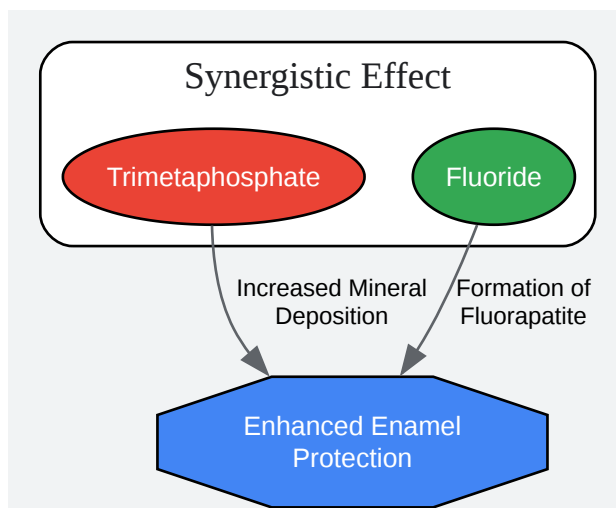 Synergistic Effect
Trimetaphosphate
Fluoride
Increased Mineral
Deposition
Formation of
Fluorapatite
Enhanced Enamel
Protection